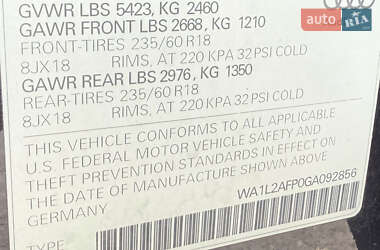 GVWR LBS 5423, KG 2460
GAWR FRONT LBS 2668, KG 1210
FRONT-TIRES 235/60 R18
8JX18 RIMS, AT 220 KPA 32 PSI COLD
GAWR REAR LBS 2976, KG 1350
REAR-TIRES 235/60 R18
8JX18 RIMS, AT 220 KPA 32 PSI COLD
THIS VEHICLE CONFORMS TO ALL APPLICABLE
U.S. FEDERAL MOTOR VEHICLE SAFETY AND
THEFT PREVENTION STANDARDS IN EFFECT ON
THE DATE OF MANUFACTURE SHOWN ABOVE
GERMANY
WA1L2AFP0GA092856
TYPE
auto RIA